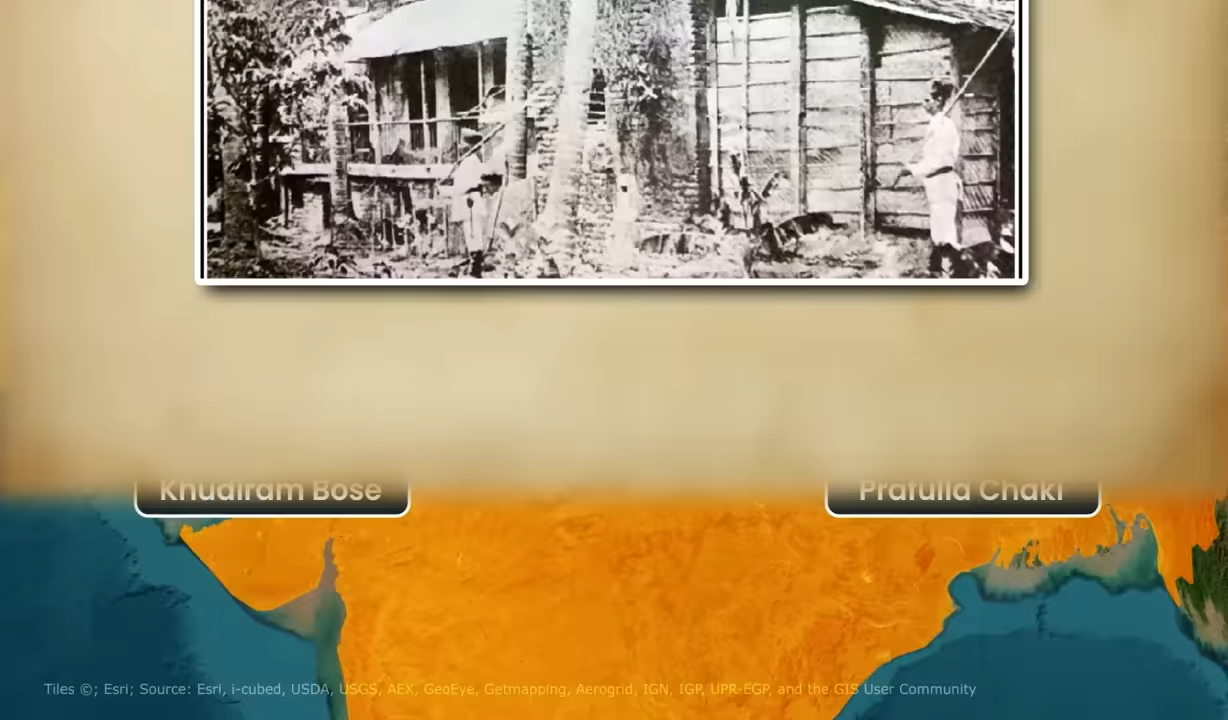 Khudiram Bose
Prafulla Chaki
Tiles ©; Esri; Source: Esri, i-cubed, USDA, USGS, AEX, GeoEye, Getmapping, Aerogrid, IGN, IGP, UPR-EGP, and the GIS User Community